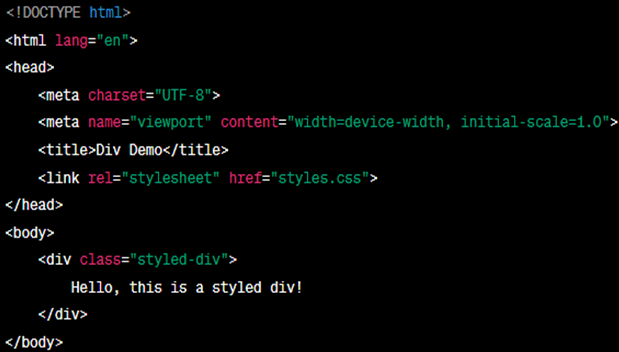 <!DOCTYPE html>
<html lang="en">
<head>
    <meta charset="UTF-8">
    <meta name="viewport" content="width=device-width, initial-scale=1.0">
    <title>Div Demo</title>
    <link rel="stylesheet" href="styles.css">
</head>
<body>
    <div class="styled-div">
        Hello, this is a styled div!
    </div>
</body>